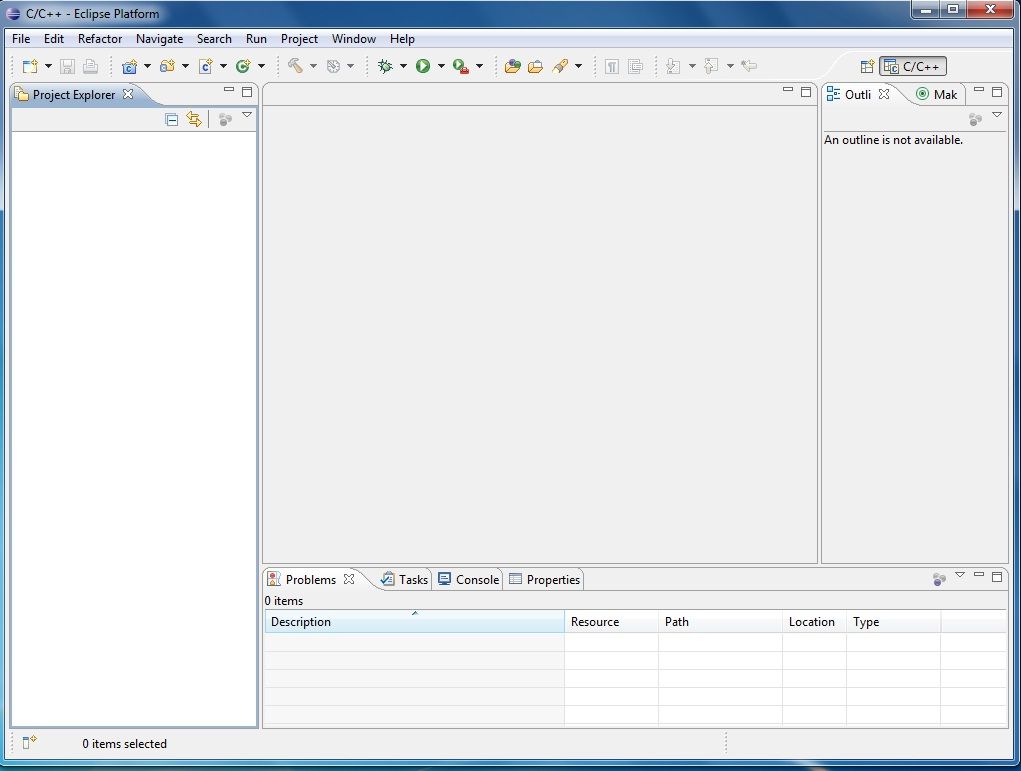 C/C++ - Eclipse Platform
File Edit Refactor Navigate Search Run Project Window Help
C/C++
Project Explorer
Outli Mak
An outline is not available.
Problems Tasks Console Properties
0 items
Description Resource Path Location Type
0 items selected